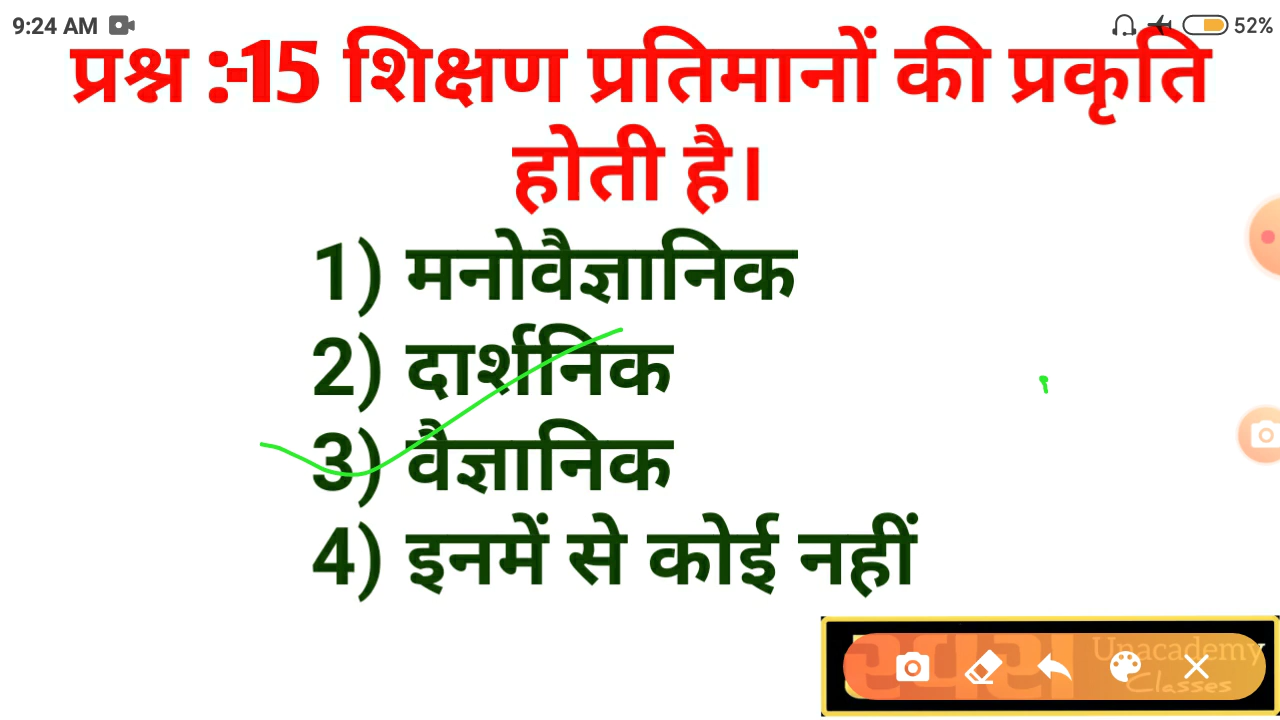 9:24 AM
52%
प्रश्न :-15 शिक्षण प्रतिमानों की प्रकृति
होती है।
1) मनोवैज्ञानिक
2) दार्शनिक
3) वैज्ञानिक
4) इनमें से कोई नहीं
Unacademy
Classes